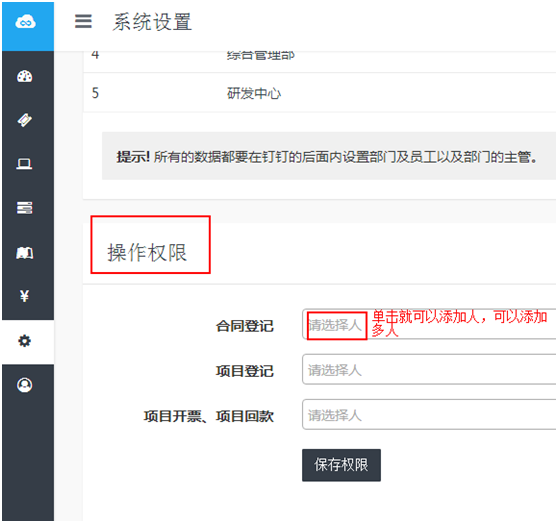 系统设置
4 综合管理部
5 研发中心
提示! 所有的数据都要在钉钉的后面内设置部门及员工以及部门的主管。
操作权限
合同登记 请选择人 单击就可以添加人，可以添加
多人
项目登记 请选择人
项目开票、项目回款 请选择人
保存权限
¥